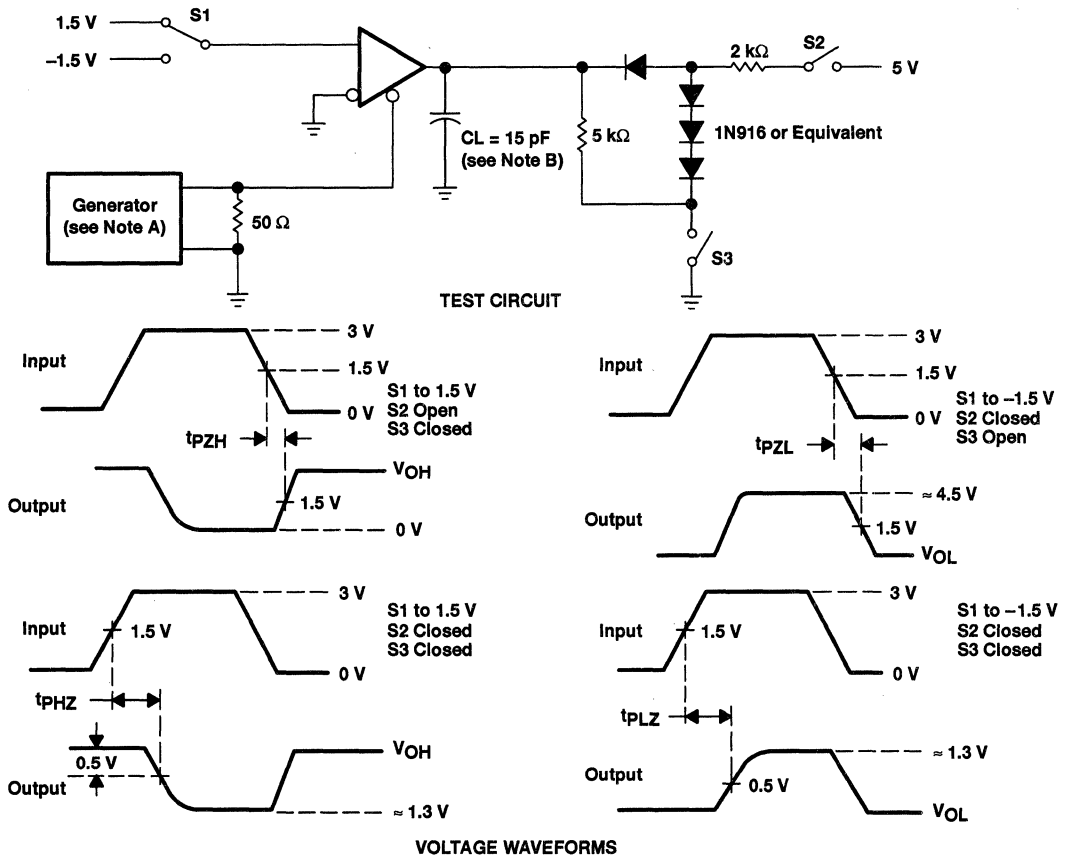 1.5 V
S1
–1.5 V
2 kΩ
S2
5 V
CL = 15 pF
(see Note B)
5 kΩ
1N916 or Equivalent
Generator
(see Note A)
50 Ω
S3
TEST CIRCUIT
Input
3 V
1.5 V
0 V
S1 to 1.5 V
S2 Open
S3 Closed
tPZH
Output
VOH
1.5 V
0 V
Input
3 V
1.5 V
0 V
S1 to –1.5 V
S2 Closed
S3 Open
tPZL
Output
≈ 4.5 V
1.5 V
VOL
Input
3 V
1.5 V
0 V
S1 to 1.5 V
S2 Closed
S3 Closed
tPHZ
0.5 V
Output
VOH
≈ 1.3 V
Input
3 V
1.5 V
0 V
S1 to –1.5 V
S2 Closed
S3 Closed
tPLZ
Output
≈ 1.3 V
0.5 V
VOL
VOLTAGE WAVEFORMS